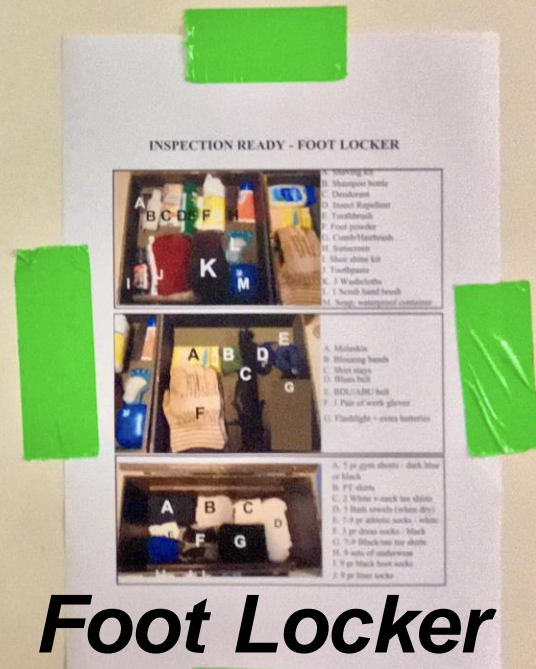 INSPECTION READY - FOOT LOCKER
A. Shaving kit
B. Shampoo bottle
C. Deodorant
D. Insect Repellent
E. Toothbrush
F. Foot powder
G. Comb/Hairbrush
H. Sunscreen
I. Shoe shine kit
J. Toothpaste
K. 3 Washcloths
L. 1 Scrub hand brush
M. Soap, waterproof container
A
B C D E F H
I J K M
A. Moleskin
B. Blousing bands
C. Shirt stays
D. Blues belt
E. BDU/ABU belt
F. 1 Pair of work gloves
G. Flashlight + extra batteries
A B C D E
F G
A. 5 pr gym shorts - dark blue
or black
B. PT shirts
C. 2 White v-neck tee shirts
D. 5 Bath towels (when dry)
E. 7-9 pr athletic socks - white
F. 3 pr dress socks - black
G. 7-9 Black/tan tee shirts
H. 9 sets of underwear
I. 9 pr black boot socks
J. 9 pr liner socks
A B C D
E F G
Foot Locker